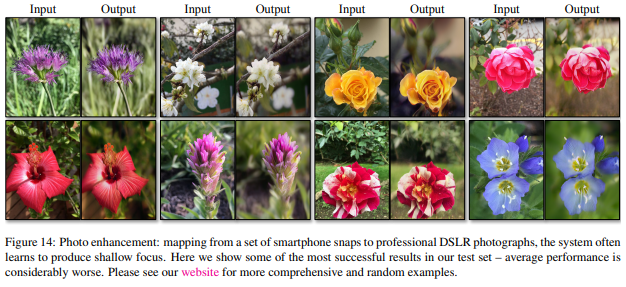 Input Output Input Output Input Output Input Output
Figure 14: Photo enhancement: mapping from a set of smartphone snaps to professional DSLR photographs, the system often
learns to produce shallow focus. Here we show some of the most successful results in our test set – average performance is
considerably worse. Please see our website for more comprehensive and random examples.